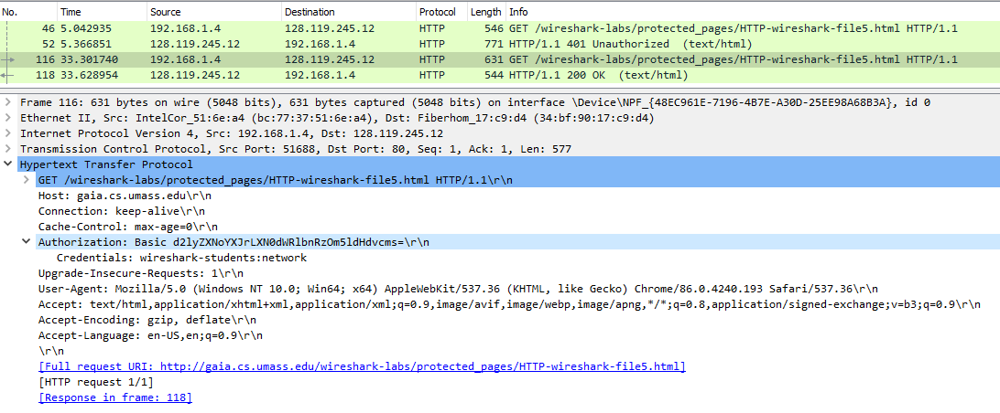 No. Time Source Destination Protocol Length Info
46 5.042935 192.168.1.4 128.119.245.12 HTTP 546 GET /wireshark-labs/protected_pages/HTTP-wireshark-file5.html HTTP/1.1
52 5.366851 128.119.245.12 192.168.1.4 HTTP 771 HTTP/1.1 401 Unauthorized (text/html)
116 33.301740 192.168.1.4 128.119.245.12 HTTP 631 GET /wireshark-labs/protected_pages/HTTP-wireshark-file5.html HTTP/1.1
118 33.628954 128.119.245.12 192.168.1.4 HTTP 544 HTTP/1.1 200 OK (text/html)
Frame 116: 631 bytes on wire (5048 bits), 631 bytes captured (5048 bits) on interface \Device\NPF_{48EC961E-7196-4B7E-A30D-25EE98A68B3A}, id 0
Ethernet II, Src: IntelCor_51:6e:a4 (bc:77:37:51:6e:a4), Dst: Fiberhom_17:c9:d4 (34:bf:90:17:c9:d4)
Internet Protocol Version 4, Src: 192.168.1.4, Dst: 128.119.245.12
Transmission Control Protocol, Src Port: 51688, Dst Port: 80, Seq: 1, Ack: 1, Len: 577
Hypertext Transfer Protocol
GET /wireshark-labs/protected_pages/HTTP-wireshark-file5.html HTTP/1.1\r\n
Host: gaia.cs.umass.edu\r\n
Connection: keep-alive\r\n
Cache-Control: max-age=0\r\n
Authorization: Basic d2lyZXNoYXJrLXN0dWRlbnRzOm5ldHdvcms=\r\n
Credentials: wireshark-students:network
Upgrade-Insecure-Requests: 1\r\n
User-Agent: Mozilla/5.0 (Windows NT 10.0; Win64; x64) AppleWebKit/537.36 (KHTML, like Gecko) Chrome/86.0.4240.193 Safari/537.36\r\n
Accept: text/html,application/xhtml+xml,application/xml;q=0.9,image/avif,image/webp,image/apng,*/*;q=0.8,application/signed-exchange;v=b3;q=0.9\r\n
Accept-Encoding: gzip, deflate\r\n
Accept-Language: en-US,en;q=0.9\r\n
\r\n
[Full request URI: http://gaia.cs.umass.edu/wireshark-labs/protected_pages/HTTP-wireshark-file5.html]
[HTTP request 1/1]
[Response in frame: 118]